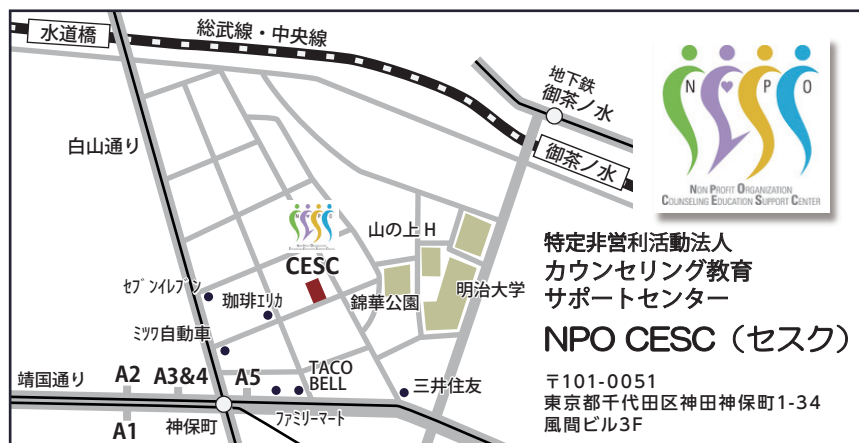 水道橋
総武線・中央線
地下鉄
御茶ノ水
御茶ノ水
白山通り
山の上 H
CESC
セブンイレブン
珈琲エリカ
錦華公園
明治大学
ミツワ自動車
靖国通り
A2
A3&4
A5
TACO
BELL
三井住友
A1
神保町
ファミリーマート
N P O
NON PROFIT ORGANIZATION
COUNSELING EDUCATION SUPPORT CENTER
特定非営利活動法人
カウンセリング教育
サポートセンター
NPO CESC（セスク）
〒101-0051
東京都千代田区神田神保町1-34
風間ビル3F